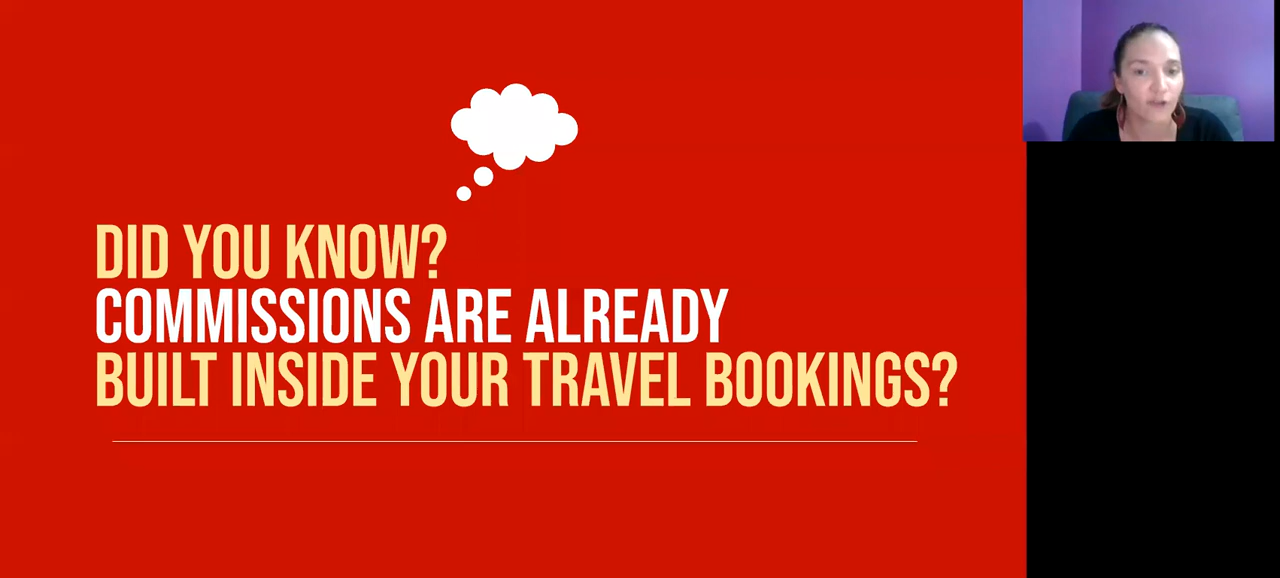 DID YOU KNOW?
COMMISSIONS ARE ALREADY
BUILT INSIDE YOUR TRAVEL BOOKINGS?